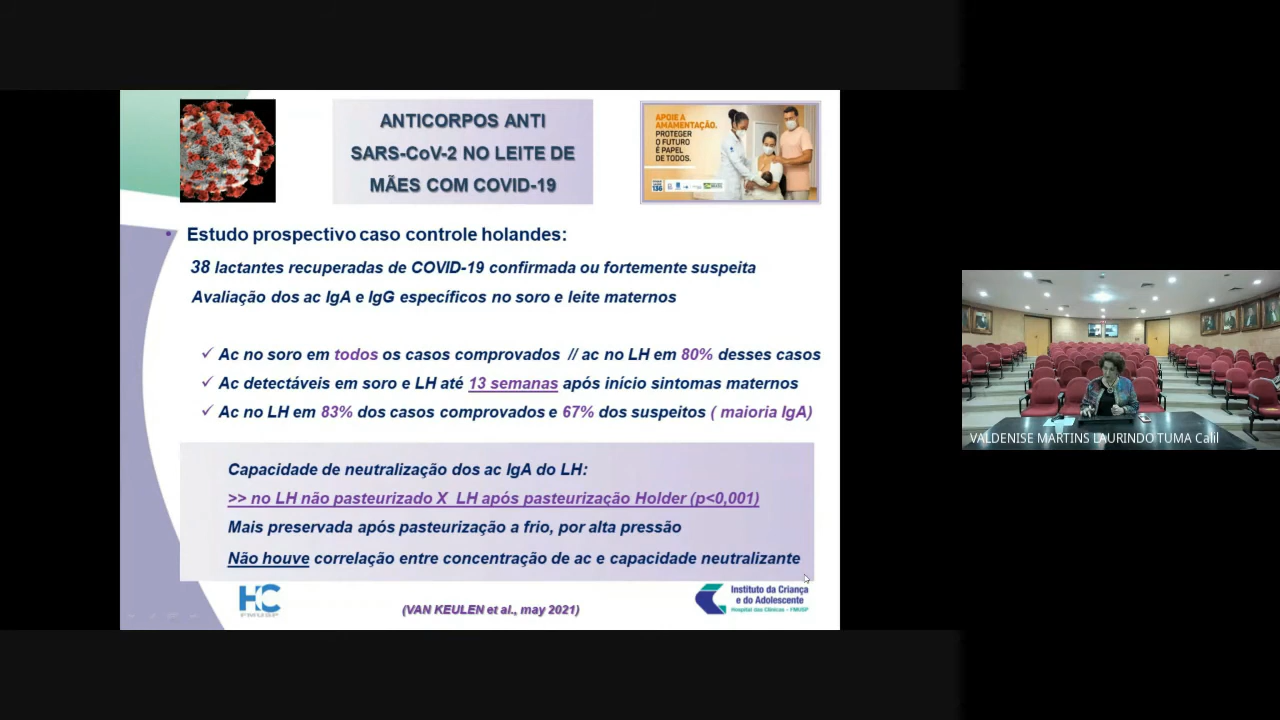 ANTICORPOS ANTI
SARS-CoV-2 NO LEITE DE
MÃES COM COVID-19
APOIE A
AMAMENTAÇÃO.
PROTEGER
O FUTURO
É PAPEL
DE TODOS.
• Estudo prospectivo caso controle holandes:
38 lactantes recuperadas de COVID-19 confirmada ou fortemente suspeita
Avaliação dos ac IgA e IgG específicos no soro e leite maternos
✓ Ac no soro em todos os casos comprovados // ac no LH em 80% desses casos
✓ Ac detectáveis em soro e LH até 13 semanas após início sintomas maternos
✓ Ac no LH em 83% dos casos comprovados e 67% dos suspeitos ( maioria IgA)
Capacidade de neutralização dos ac IgA do LH:
>> no LH não pasteurizado X LH após pasteurização Holder (p<0,001)
Mais preservada após pasteurização a frio, por alta pressão
Não houve correlação entre concentração de ac e capacidade neutralizante
HC
FMUSP
(VAN KEULEN et al., may 2021)
Instituto da Criança
e do Adolescente
Hospital das Clínicas - FMUSP
VALDENISE MARTINS LAURINDO TUMA Calil